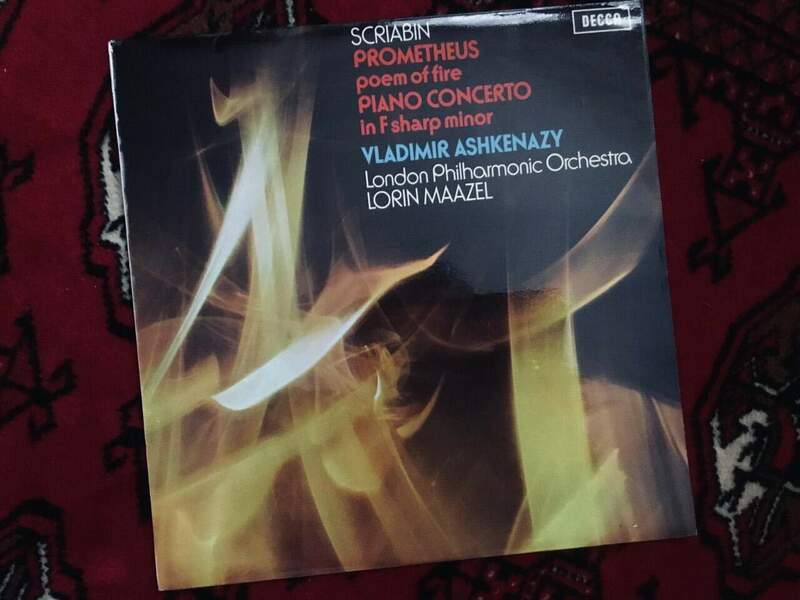 SCRIABIN
DECCA
PROMETHEUS
poem of fire
PIANO CONCERTO
in F sharp minor
VLADIMIR ASHKENAZY
London Philharmonic Orchestra
LORIN MAAZEL